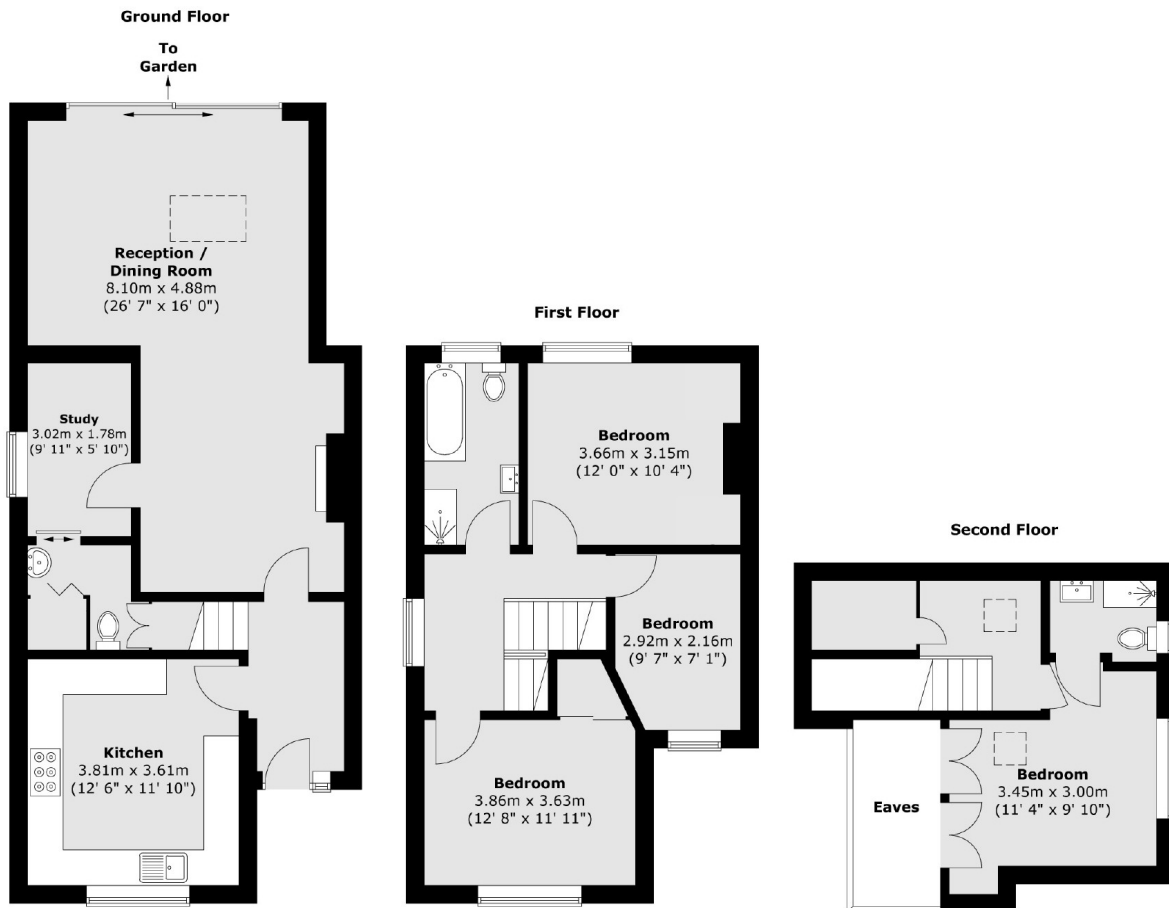 Ground Floor
To
Garden
Reception /
Dining Room
8.10m x 4.88m
(26' 7" x 16' 0")
Study
3.02m x 1.78m
(9' 11" x 5' 10")
Kitchen
3.81m x 3.61m
(12' 6" x 11' 10")
First Floor
Bedroom
3.66m x 3.15m
(12' 0" x 10' 4")
Bedroom
2.92m x 2.16m
(9' 7" x 7' 1")
Bedroom
3.86m x 3.63m
(12' 8" x 11' 11")
Second Floor
Bedroom
3.45m x 3.00m
(11' 4" x 9' 10")
Eaves